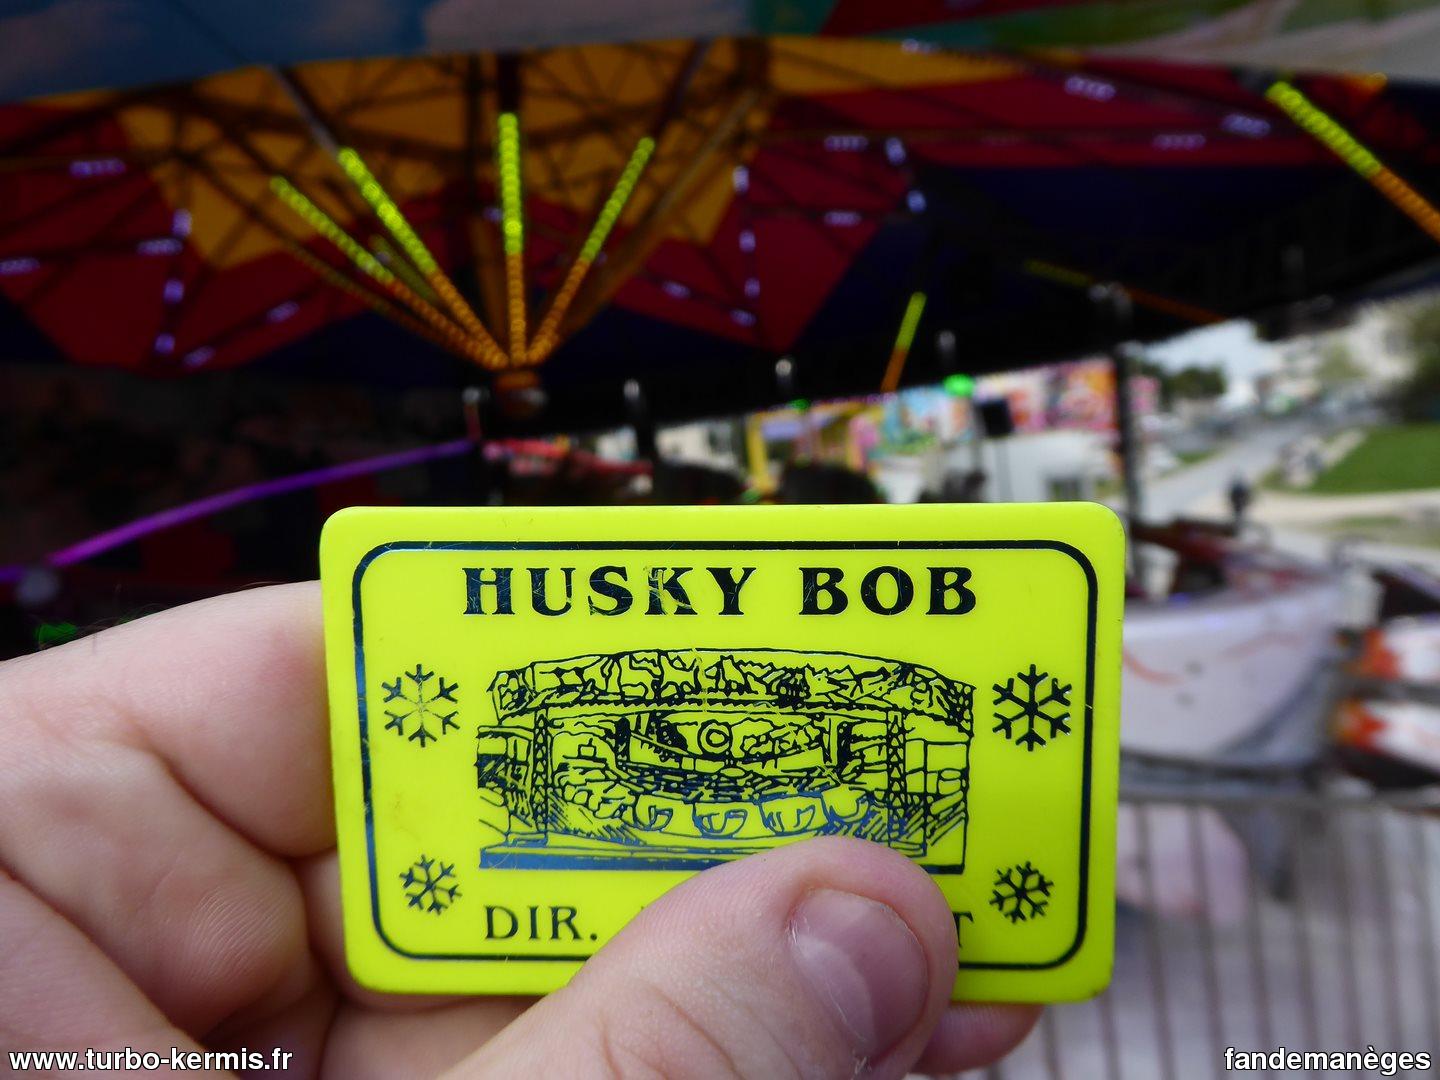 HUSKY BOB
DIR.
www.turbo-kermis.fr
fandemanèges